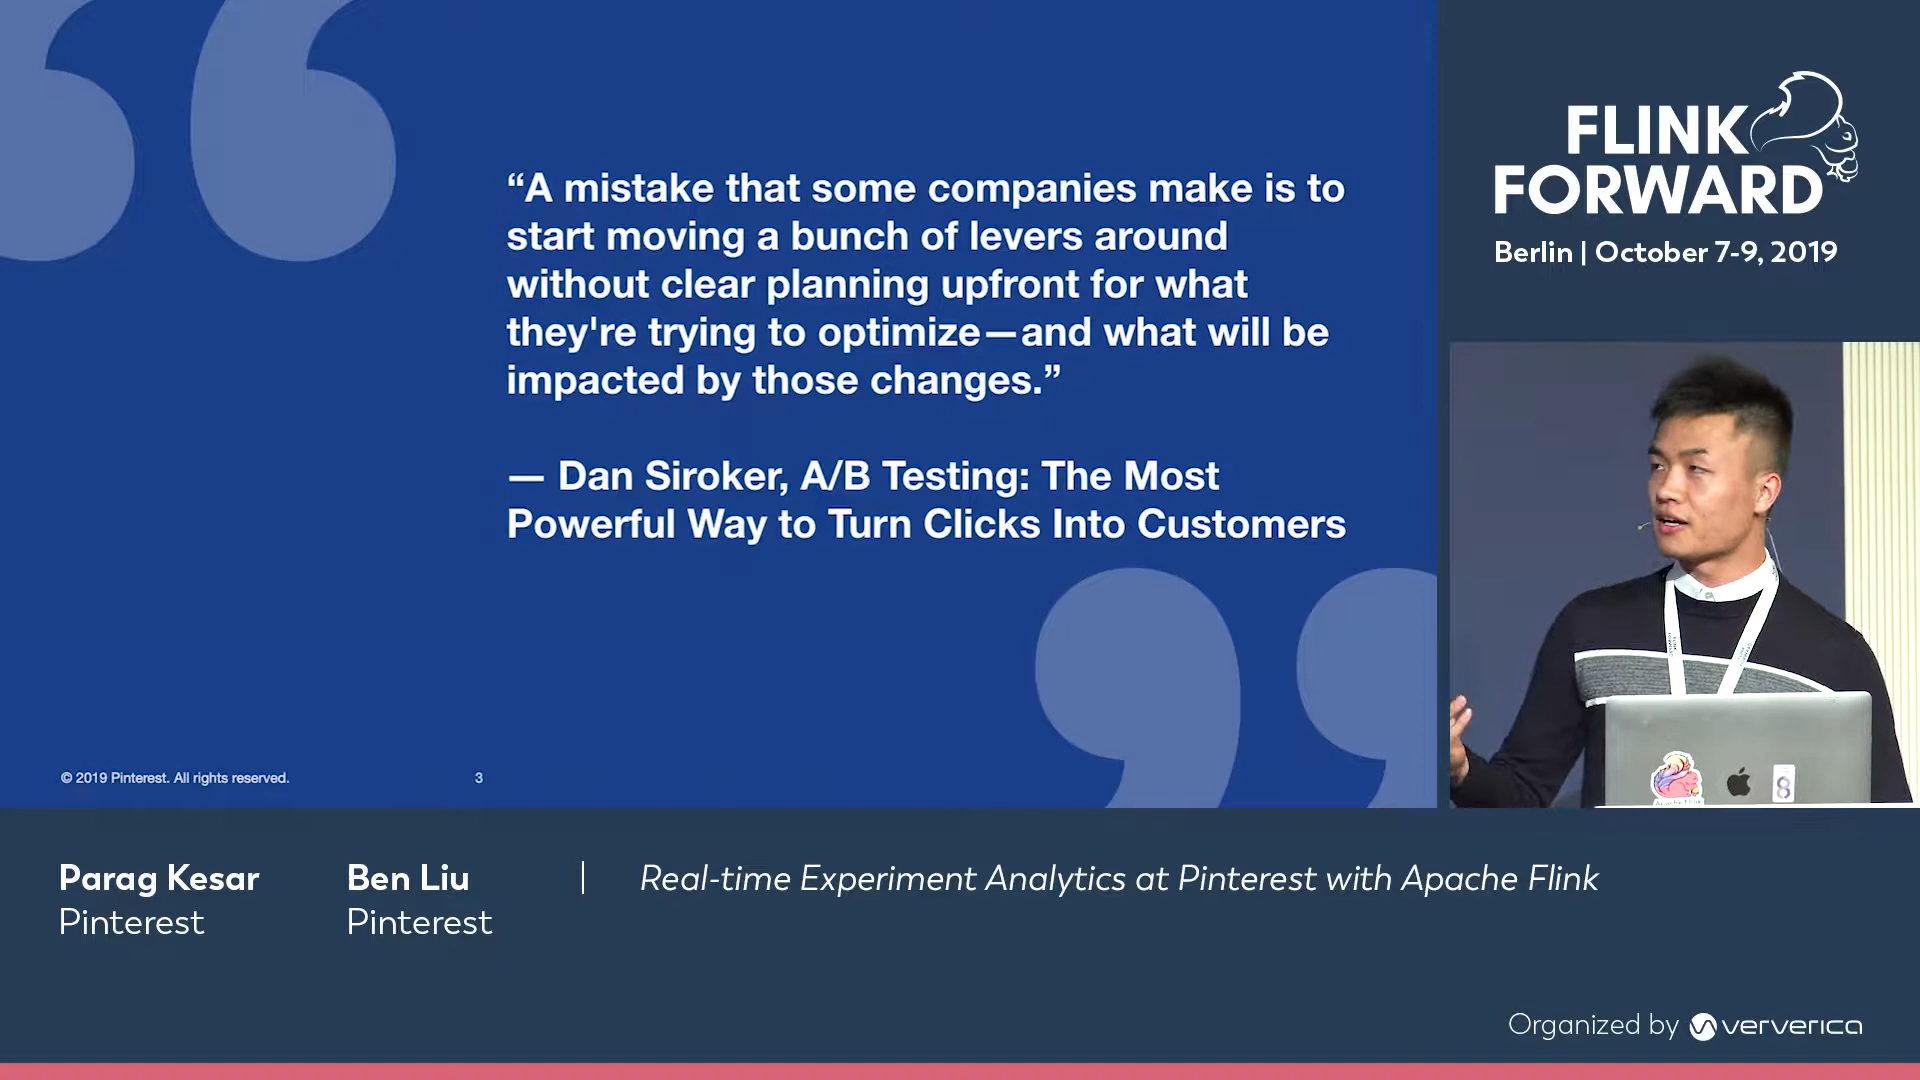 “A mistake that some companies make is to
start moving a bunch of levers around
without clear planning upfront for what
they're trying to optimize—and what will be
impacted by those changes.”
— Dan Siroker, A/B Testing: The Most
Powerful Way to Turn Clicks Into Customers
© 2019 Pinterest. All rights reserved.
3
FLINK
FORWARD
Berlin | October 7-9, 2019
Apache Flink
8
Parag Kesar
Pinterest
Ben Liu
Pinterest
Real-time Experiment Analytics at Pinterest with Apache Flink
Organized by ververica